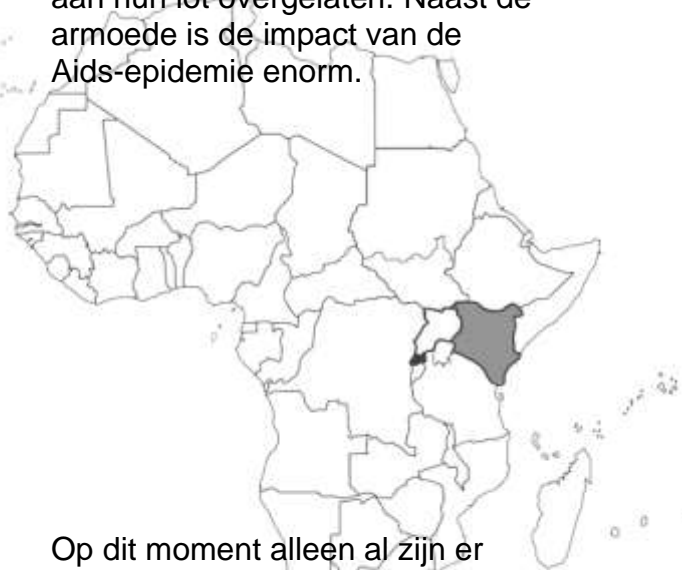 aan hun lot overgelaten. Naast de
armoede is de impact van de
Aids-epidemie enorm.
Op dit moment alleen al zijn er